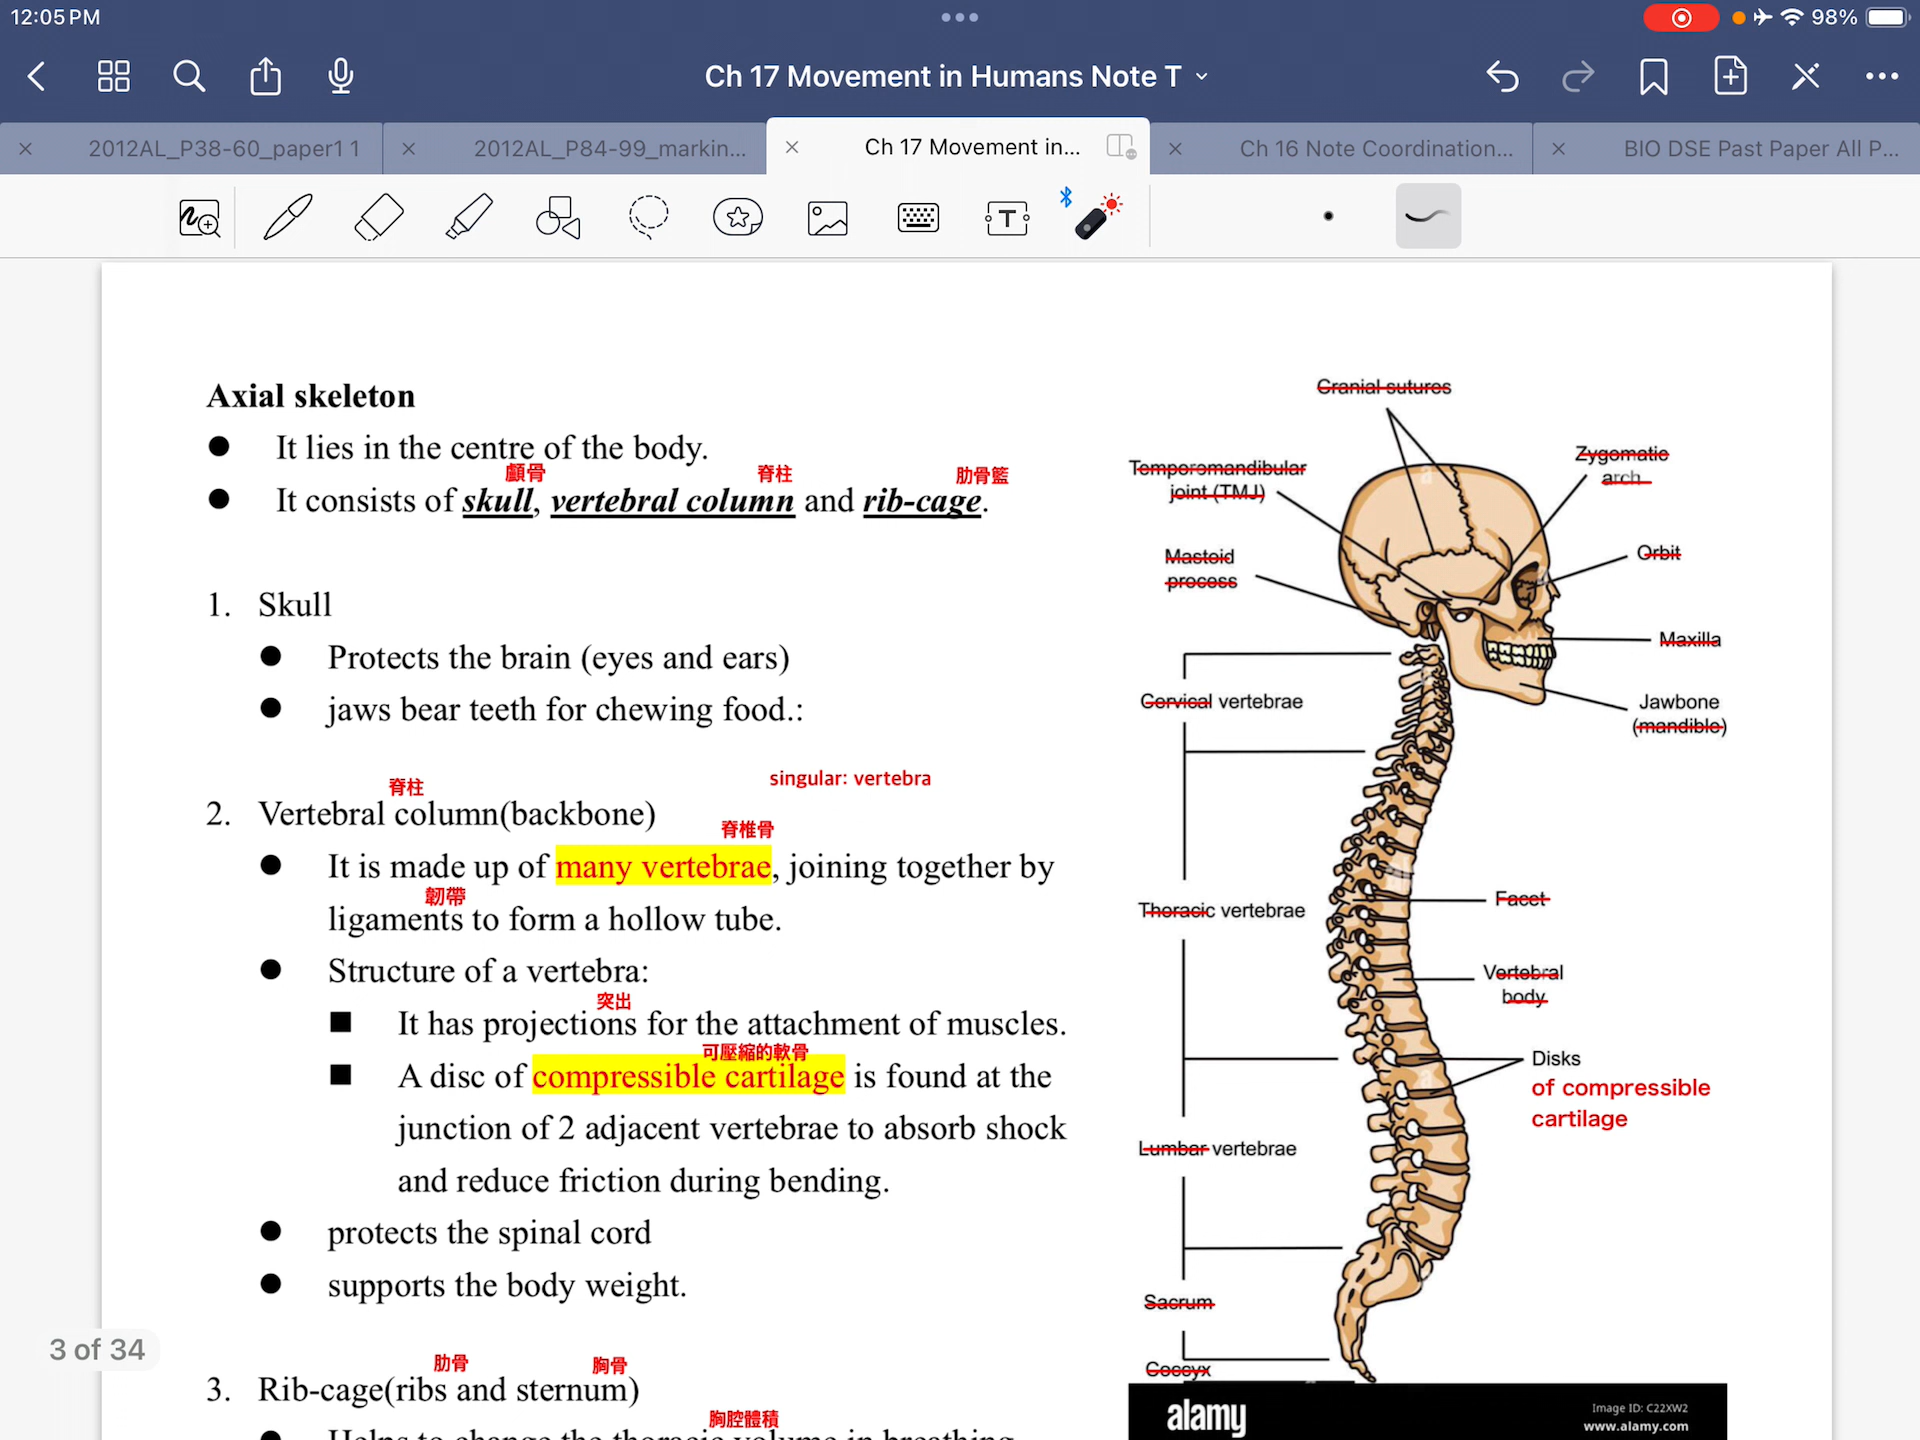 12:05 PM
98%
Ch 17 Movement in Humans Note T
2012AL_P38-60_paper1 1
2012AL_P84-99_markin...
Ch 17 Movement in...
Ch 16 Note Coordination...
BIO DSE Past Paper All P...
Axial skeleton
● It lies in the centre of the body.
顱骨 脊柱 肋骨籃
● It consists of skull, vertebral column and rib-cage.
1. Skull
● Protects the brain (eyes and ears)
● jaws bear teeth for chewing food.:
singular: vertebra
脊柱
2. Vertebral column(backbone)
脊椎骨
● It is made up of many vertebrae, joining together by
韌帶
ligaments to form a hollow tube.
● Structure of a vertebra:
突出
■ It has projections for the attachment of muscles.
可壓縮的軟骨
■ A disc of compressible cartilage is found at the
junction of 2 adjacent vertebrae to absorb shock
and reduce friction during bending.
● protects the spinal cord
● supports the body weight.
肋骨 胸骨
3. Rib-cage(ribs and sternum)
胸腔體積
● Helps to change the thoracic volume in breathing
3 of 34
Cranial sutures
Temporomandibular
joint (TMJ)
Zygomatic
arch
Mastoid
process
Orbit
Maxilla
Cervical vertebrae
Jawbone
(mandible)
Thoracic vertebrae
Facet
Vertebral
body
Disks
of compressible
cartilage
Lumbar vertebrae
Sacrum
Coccyx
alamy
Image ID: C22XW2
www.alamy.com